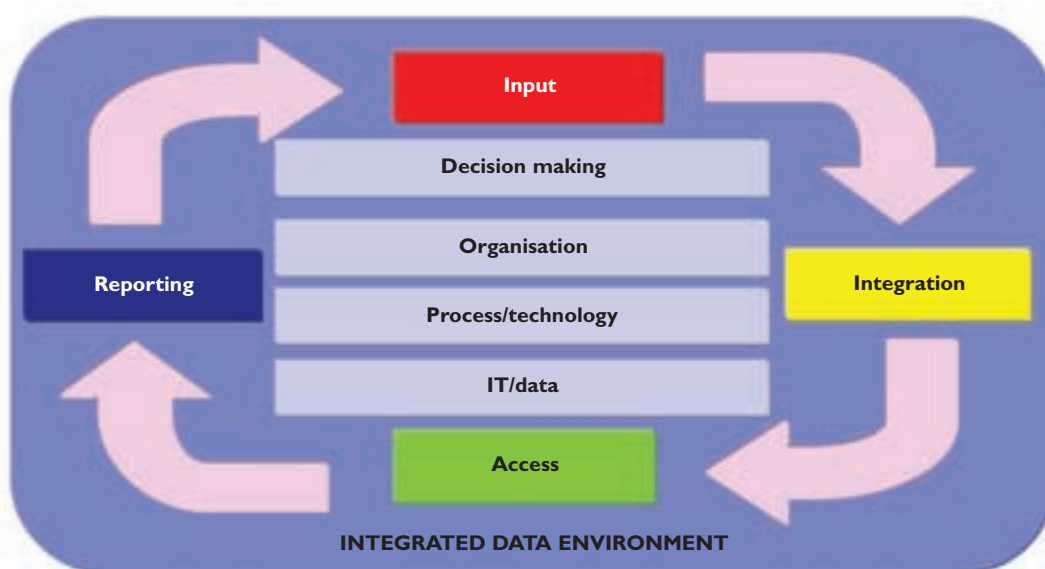 Input
Decision making
Organisation
Reporting
Integration
Process/technology
IT/data
Access
INTEGRATED DATA ENVIRONMENT